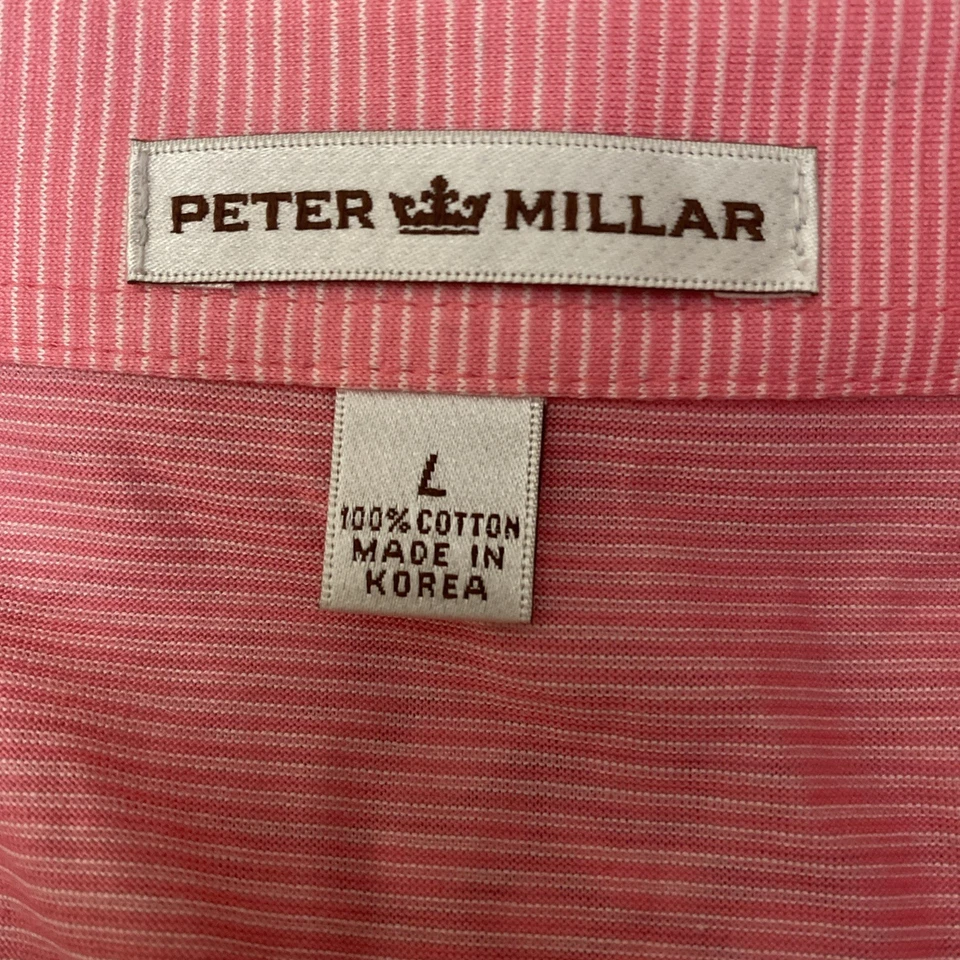 PETER MILLAR
L
100% COTTON
MADE IN
KOREA